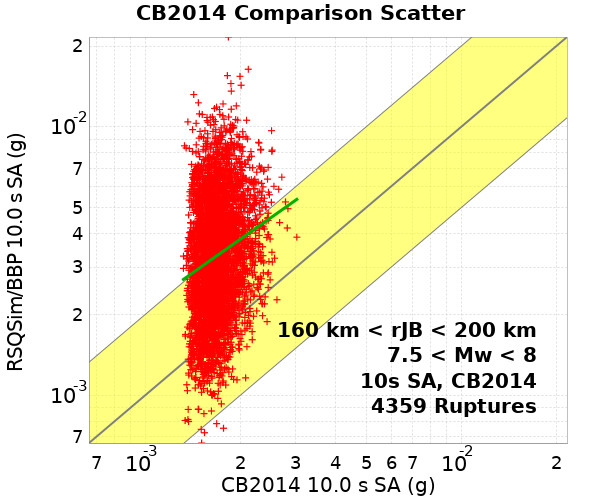 CB2014 Comparison Scatter
RSQSim/BBP 10.0 s SA (g)
2
10-2
7
5
4
3
2
10-3
7
160 km < rJB < 200 km
7.5 < Mw < 8
10s SA, CB2014
4359 Ruptures
7 10-3 2 3 4 5 6 7 10-2 2
CB2014 10.0 s SA (g)